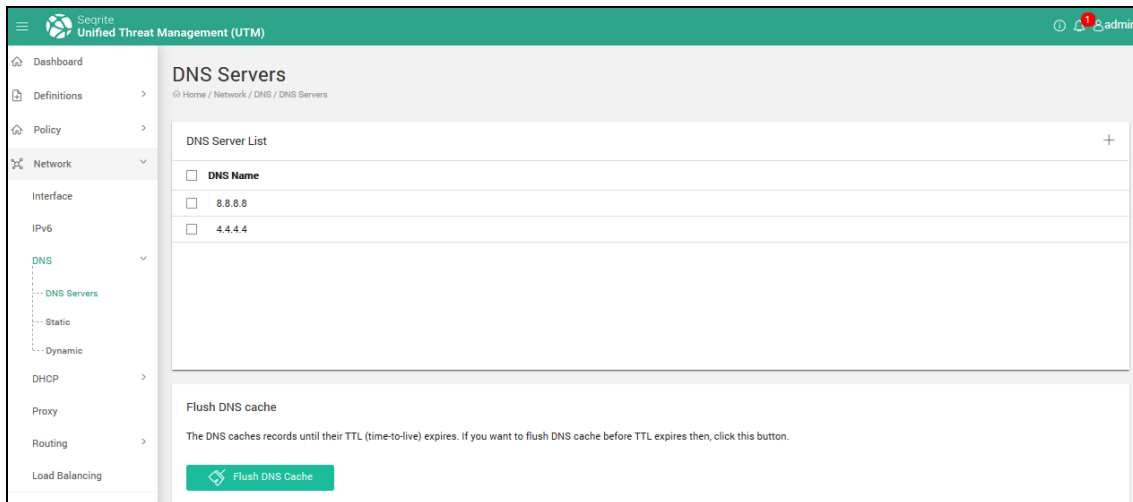 Seqrite
Unified Threat Management (UTM)
1
admin
Dashboard
Definitions
Policy
Network
Interface
IPv6
DNS
DNS Servers
Static
Dynamic
DHCP
Proxy
Routing
Load Balancing
DNS Servers
Home / Network / DNS / DNS Servers
DNS Server List
DNS Name
8.8.8.8
4.4.4.4
Flush DNS cache
The DNS caches records until their TTL (time-to-live) expires. If you want to flush DNS cache before TTL expires then, click this button.
Flush DNS Cache